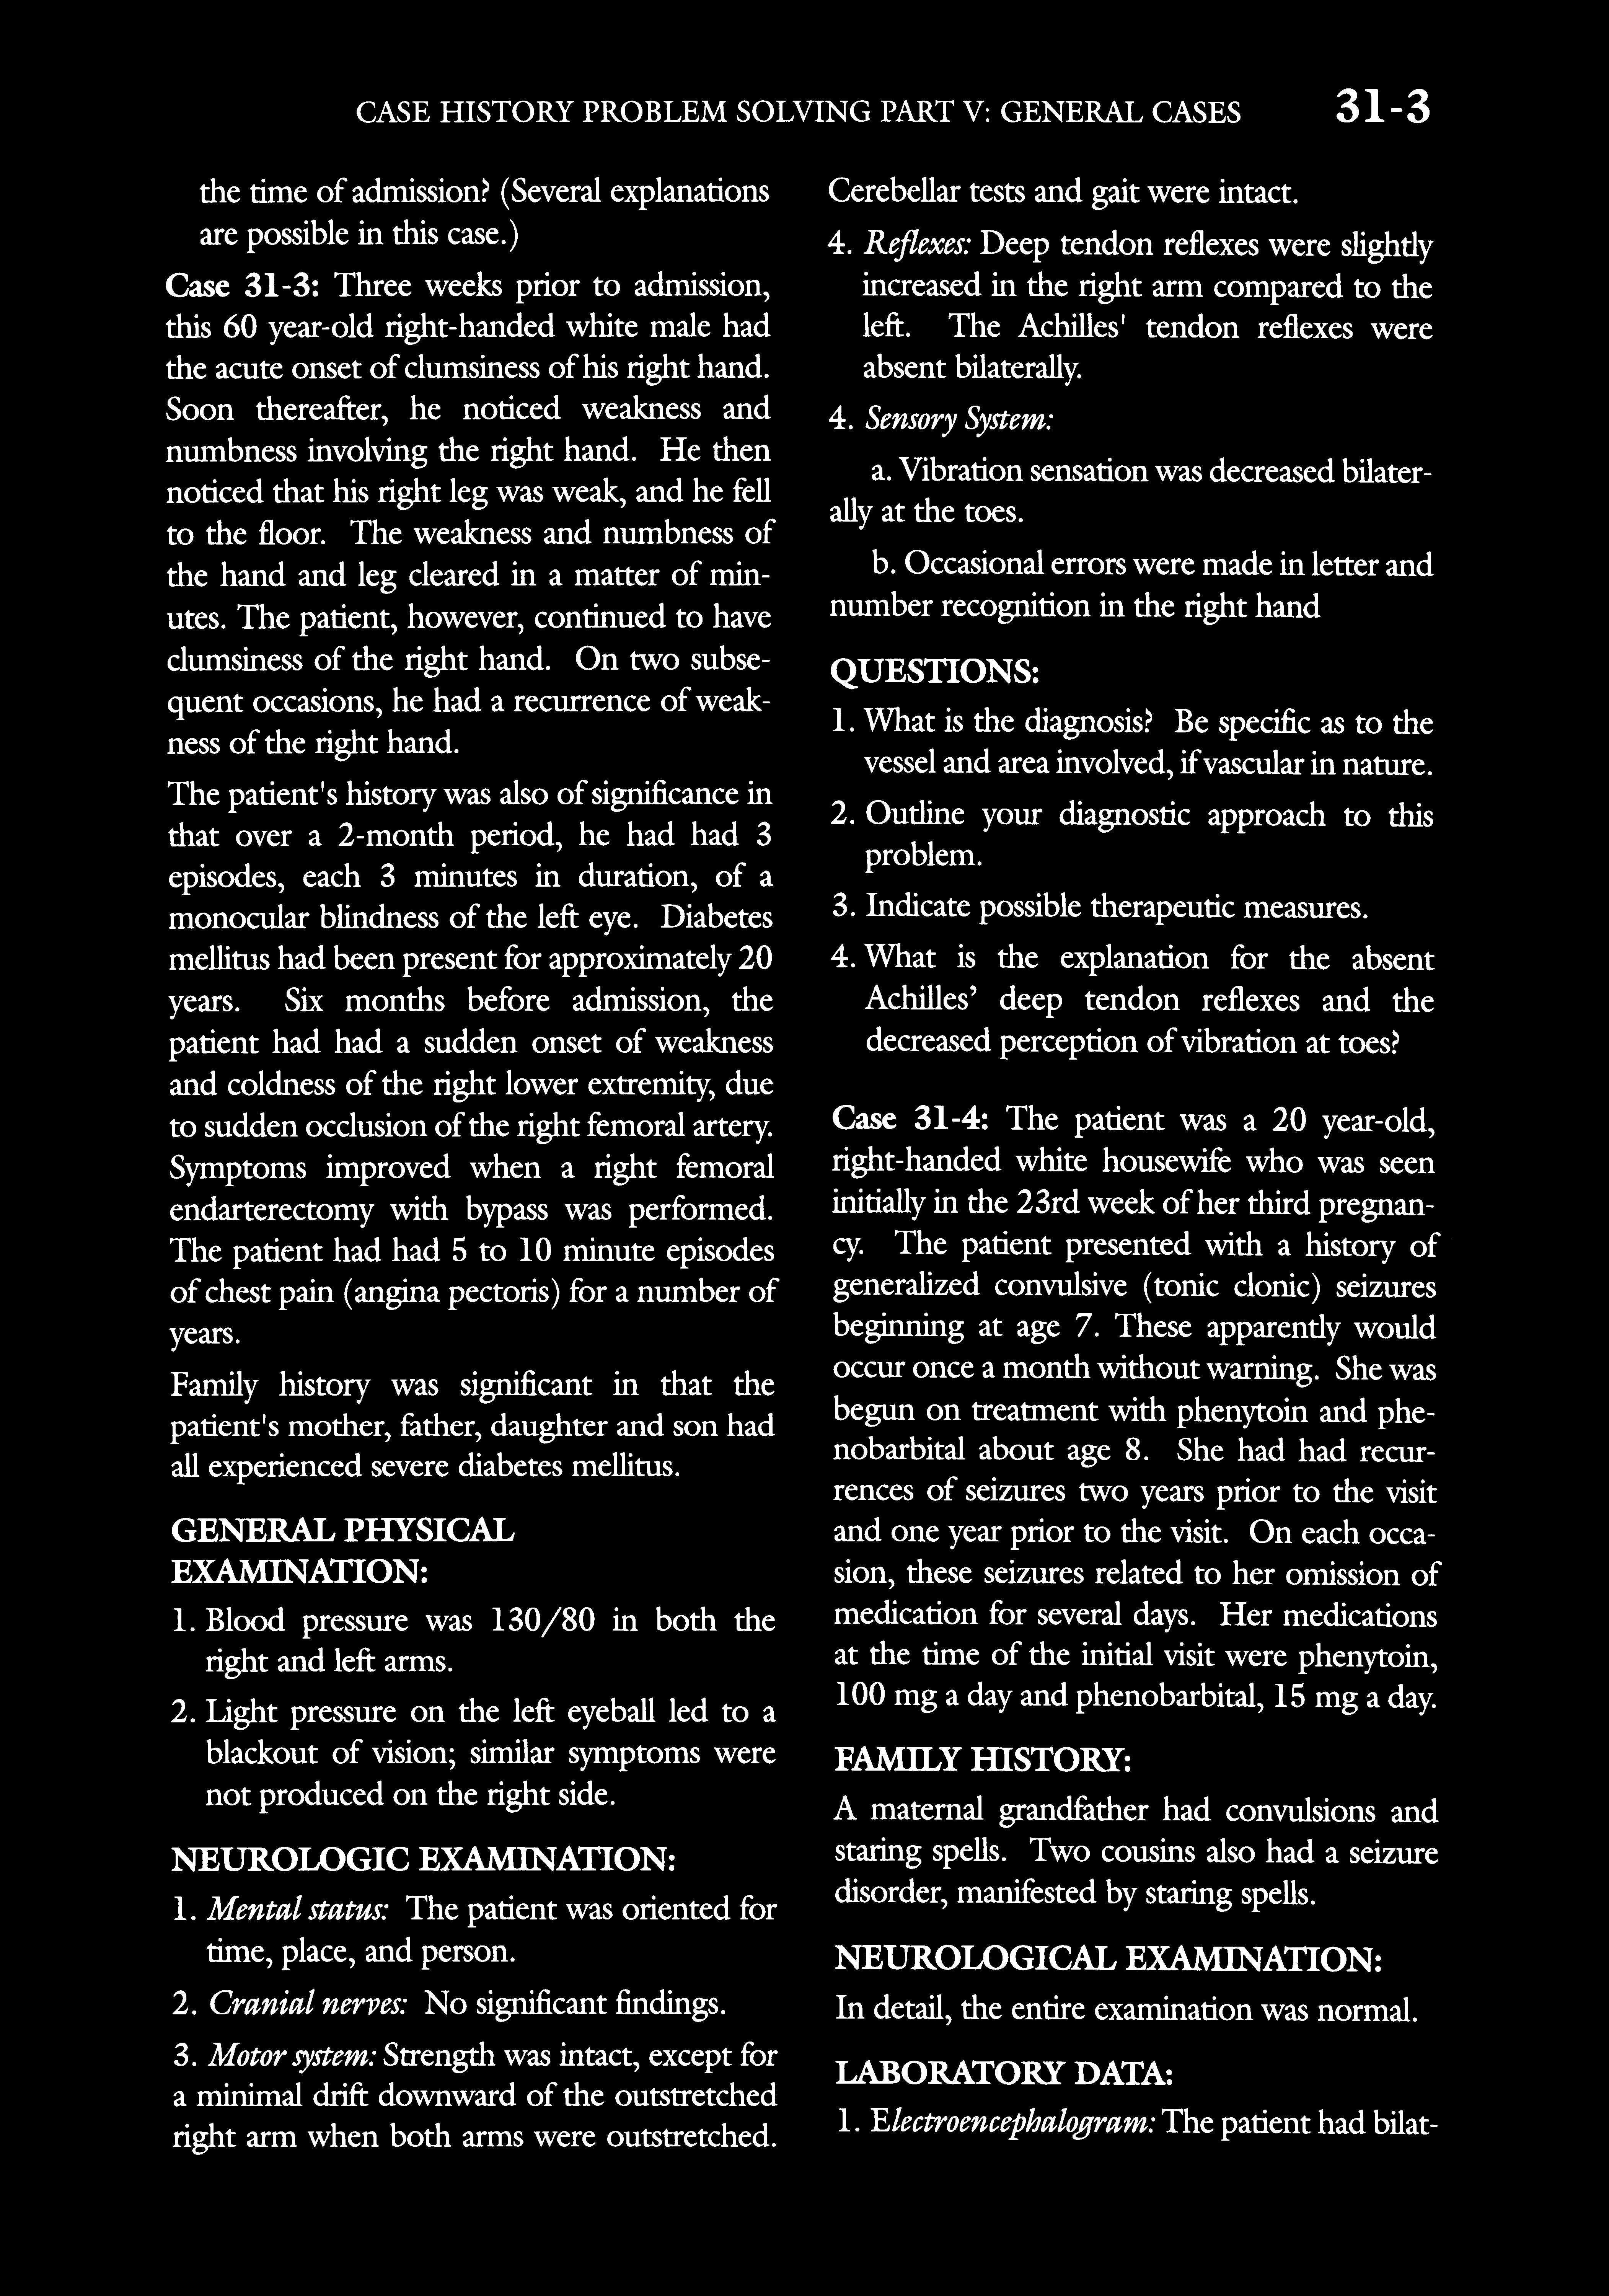 CASE HISTORY PROBLEM SOLVING PART V: GENERAL CASES 31-3
the time of admission? (Several explanations
are possible in this case.)
Case 31-3: Three weeks prior to admission,
this 60 year-old right-handed white male had
the acute onset of clumsiness of his right hand.
Soon thereafter, he noticed weakness and
numbness involving the right hand. He then
noticed that his right leg was weak, and he fell
to the floor. The weakness and numbness of
the hand and leg cleared in a matter of min-
utes. The patient, however, continued to have
clumsiness of the right hand. On two subse-
quent occasions, he had a recurrence of weak-
ness of the right hand.
The patient's history was also of significance in
that over a 2-month period, he had had 3
episodes, each 3 minutes in duration, of a
monocular blindness of the left eye. Diabetes
mellitus had been present for approximately 20
years. Six months before admission, the
patient had had a sudden onset of weakness
and coldness of the right lower extremity, due
to sudden occlusion of the right femoral artery.
Symptoms improved when a right femoral
endarterectomy with bypass was performed.
The patient had had 5 to 10 minute episodes
of chest pain (angina pectoris) for a number of
years.
Family history was significant in that the
patient's mother, father, daughter and son had
all experienced severe diabetes mellitus.
GENERAL PHYSICAL
EXAMINATION:
1. Blood pressure was 130/80 in both the
right and left arms.
2. Light pressure on the left eyeball led to a
blackout of vision; similar symptoms were
not produced on the right side.
NEUROLOGIC EXAMINATION:
1. Mental status: The patient was oriented for
time, place, and person.
2. Cranial nerves: No significant findings.
3. Motor system: Strength was intact, except for
a minimal drift downward of the outstretched
right arm when both arms were outstretched.
Cerebellar tests and gait were intact.
4. Reflexes: Deep tendon reflexes were slightly
increased in the right arm compared to the
left. The Achilles' tendon reflexes were
absent bilaterally.
4. Sensory System:
a. Vibration sensation was decreased bilater-
ally at the toes.
b. Occasional errors were made in letter and
number recognition in the right hand
QUESTIONS:
1. What is the diagnosis? Be specific as to the
vessel and area involved, if vascular in nature.
2. Outline your diagnostic approach to this
problem.
3. Indicate possible therapeutic measures.
4. What is the explanation for the absent
Achilles’ deep tendon reflexes and the
decreased perception of vibration at toes?
Case 31-4: The patient was a 20 year-old,
right-handed white housewife who was seen
initially in the 23rd week of her third pregnan-
cy. The patient presented with a history of
generalized convulsive (tonic clonic) seizures
beginning at age 7. These apparently would
occur once a month without warning. She was
begun on treatment with phenytoin and phe-
nobarbital about age 8. She had had recur-
rences of seizures two years prior to the visit
and one year prior to the visit. On each occa-
sion, these seizures related to her omission of
medication for several days. Her medications
at the time of the initial visit were phenytoin,
100 mg a day and phenobarbital, 15 mg a day.
FAMILY HISTORY:
A maternal grandfather had convulsions and
staring spells. Two cousins also had a seizure
disorder, manifested by staring spells.
NEUROLOGICAL EXAMINATION:
In detail, the entire examination was normal.
LABORATORY DATA:
1. Electroencephalogram: The patient had bilat-